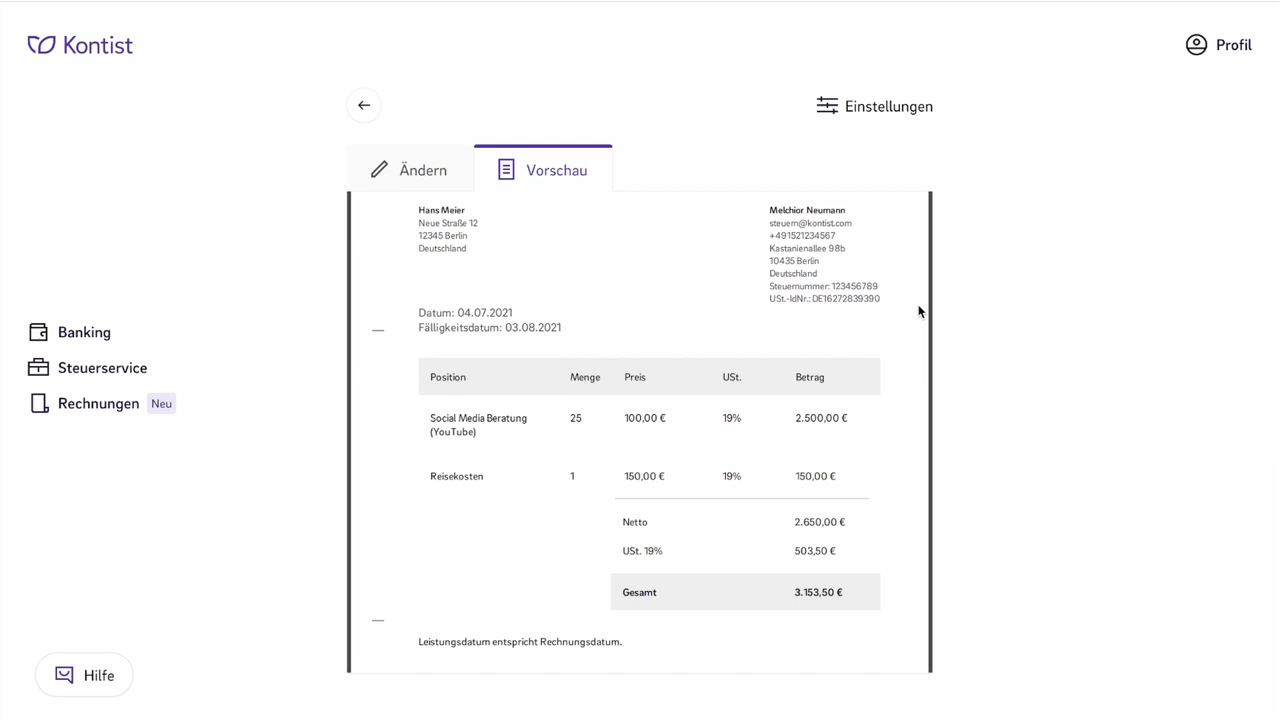 Kontist
Profil
Einstellungen
Ändern
Vorschau
Hans Meier
Neue Straße 12
12345 Berlin
Deutschland
Melchior Neumann
steuern@kontist.com
+491521234567
Kastanienallee 98b
10435 Berlin
Deutschland
Steuernummer: 123456789
USt.-IdNr.: DE16272839390
Datum: 04.07.2021
Fälligkeitsdatum: 03.08.2021
Banking
Steuerservice
Rechnungen Neu
Position Menge Preis USt. Betrag
Social Media Beratung 25 100,00 € 19% 2.500,00 €
(YouTube)
Reisekosten 1 150,00 € 19% 150,00 €
Netto 2.650,00 €
USt. 19% 503,50 €
Gesamt 3.153,50 €
Leistungsdatum entspricht Rechnungsdatum.
Hilfe